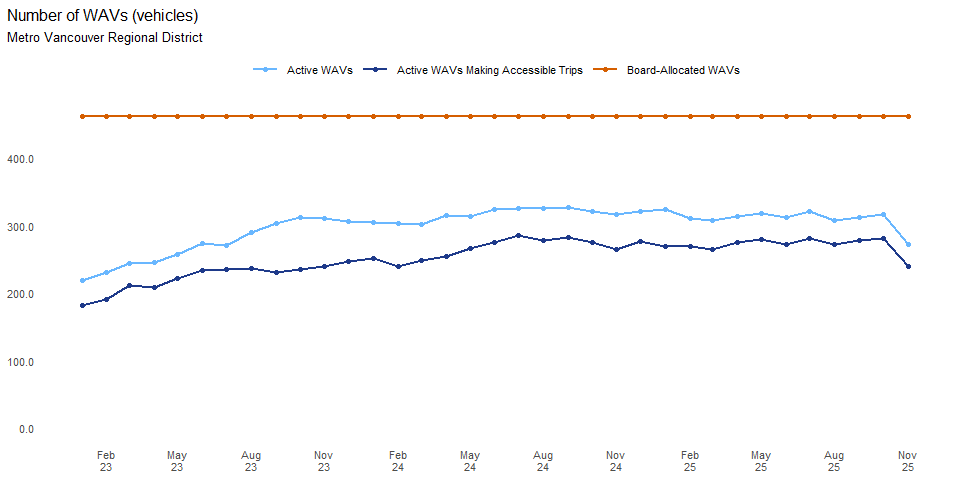 Number of WAVs (vehicles)
Metro Vancouver Regional District
Active WAVs Active WAVs Making Accessible Trips Board-Allocated WAVs
400.0
300.0
200.0
100.0
0.0
Feb May Aug Nov Feb May Aug Nov Feb May Aug Nov
23 23 23 23 24 24 24 24 25 25 25 25